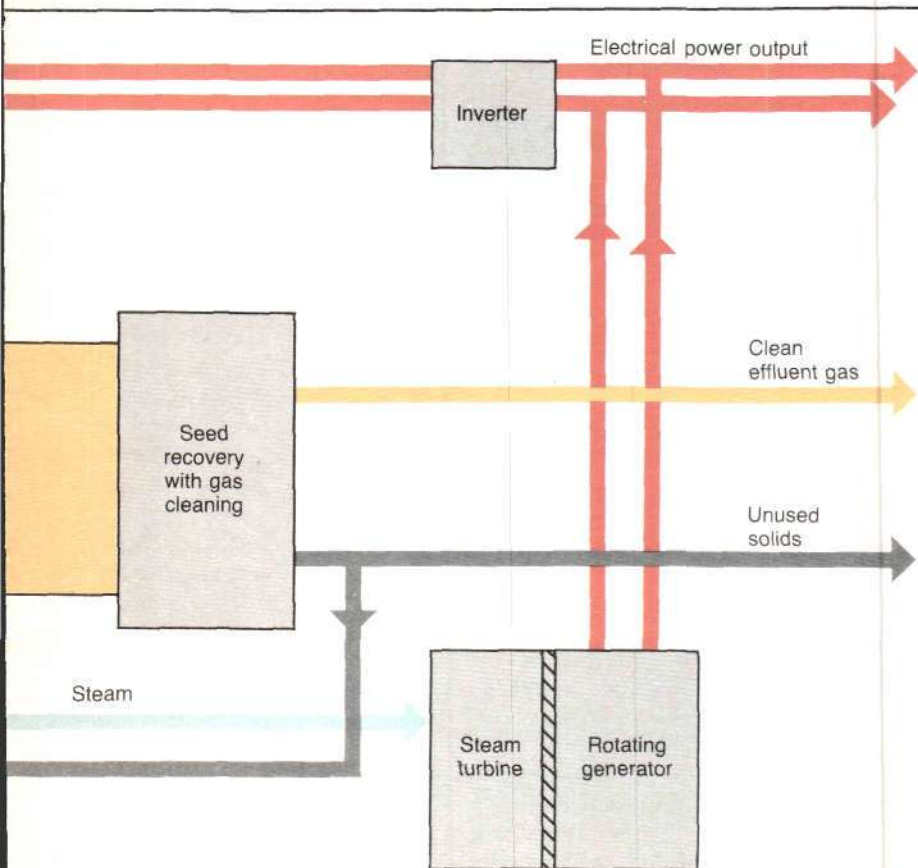 Electrical power output
Inverter
Clean
effluent gas
Seed
recovery
with gas
cleaning
Unused
solids
Steam
Steam
turbine
Rotating
generator